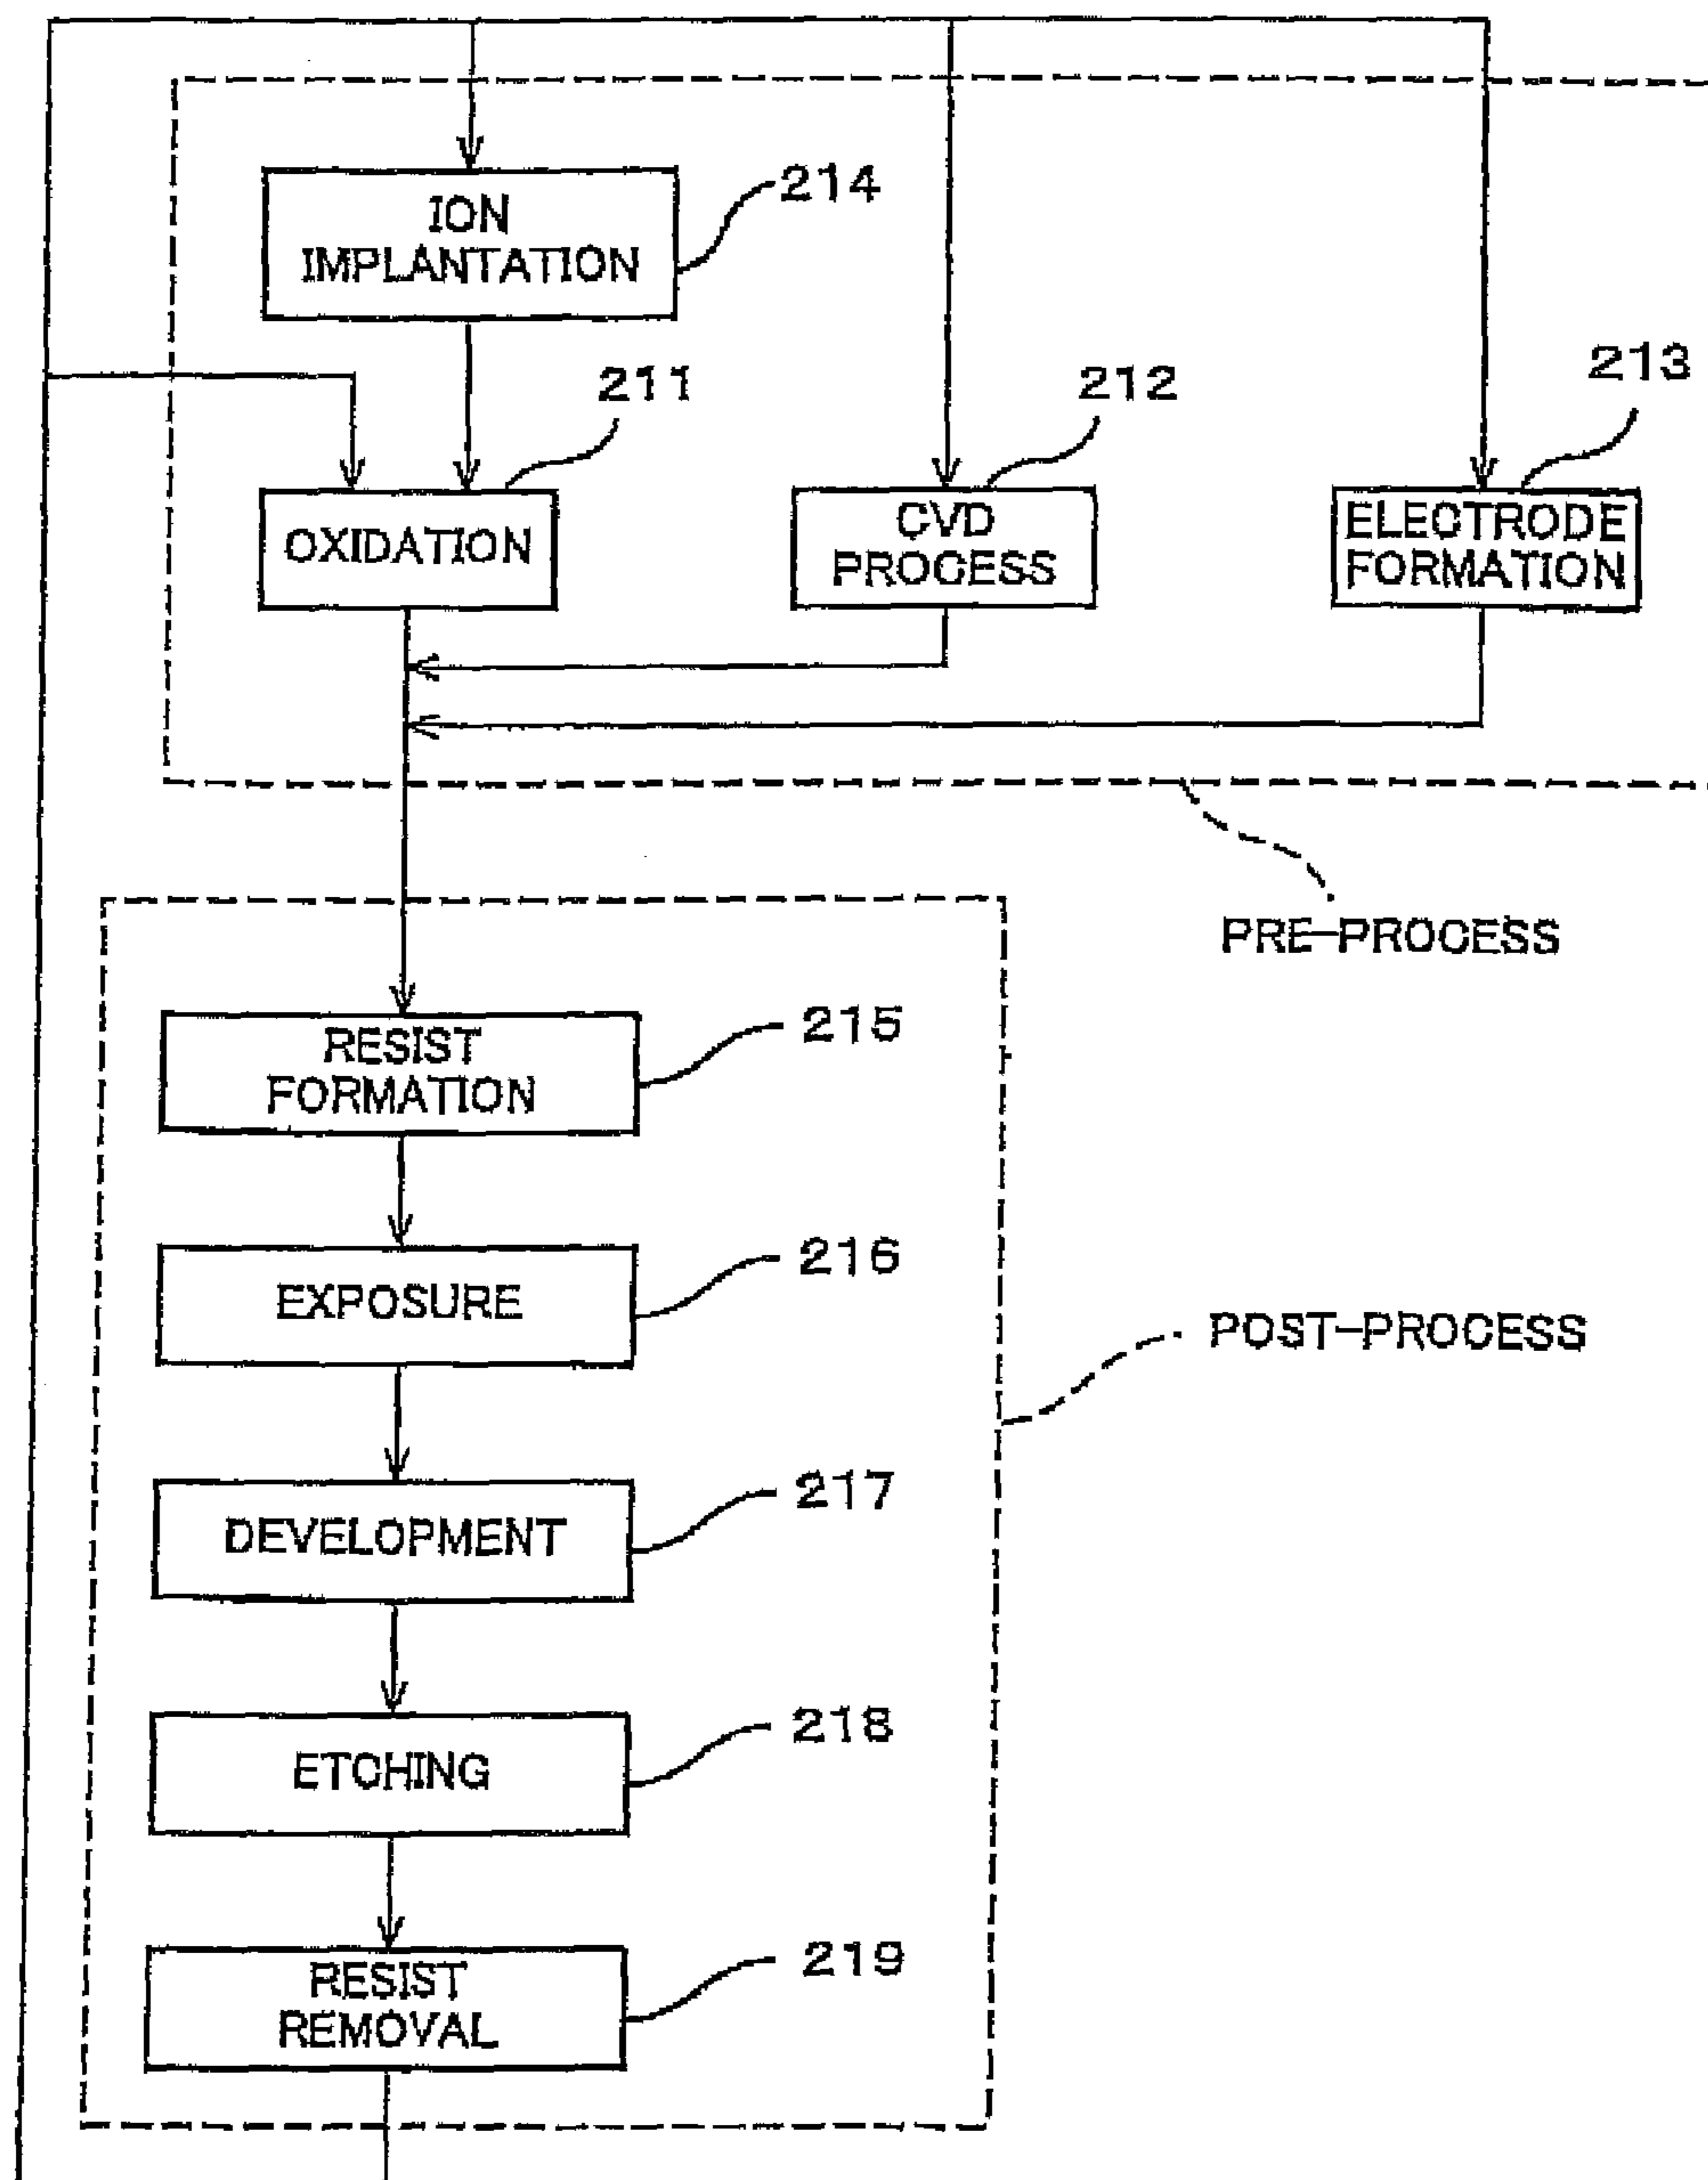 214
ION
IMPLANTATION
211
212
213
OXIDATION
CVD
PROCESS
ELECTRODE
FORMATION
PRE-PROCESS
215
RESIST
FORMATION
216
EXPOSURE
POST-PROCESS
217
DEVELOPMENT
218
ETCHING
219
RESIST
REMOVAL